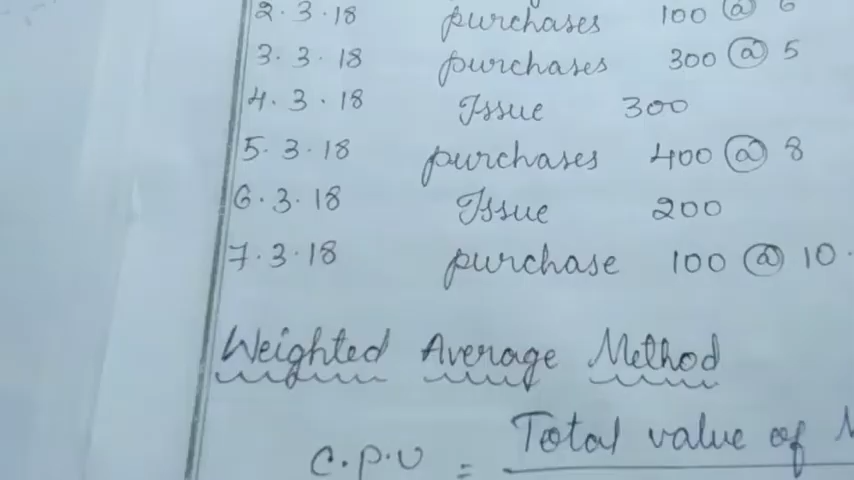 2.3.18 purchases 100 @ 6
3.3.18 purchases 300 @ 5
4.3.18 Issue 300
5.3.18 purchases 400 @ 8
6.3.18 Issue 200
7.3.18 purchase 100 @ 10.
Weighted Average Method
C.P.U = Total value of